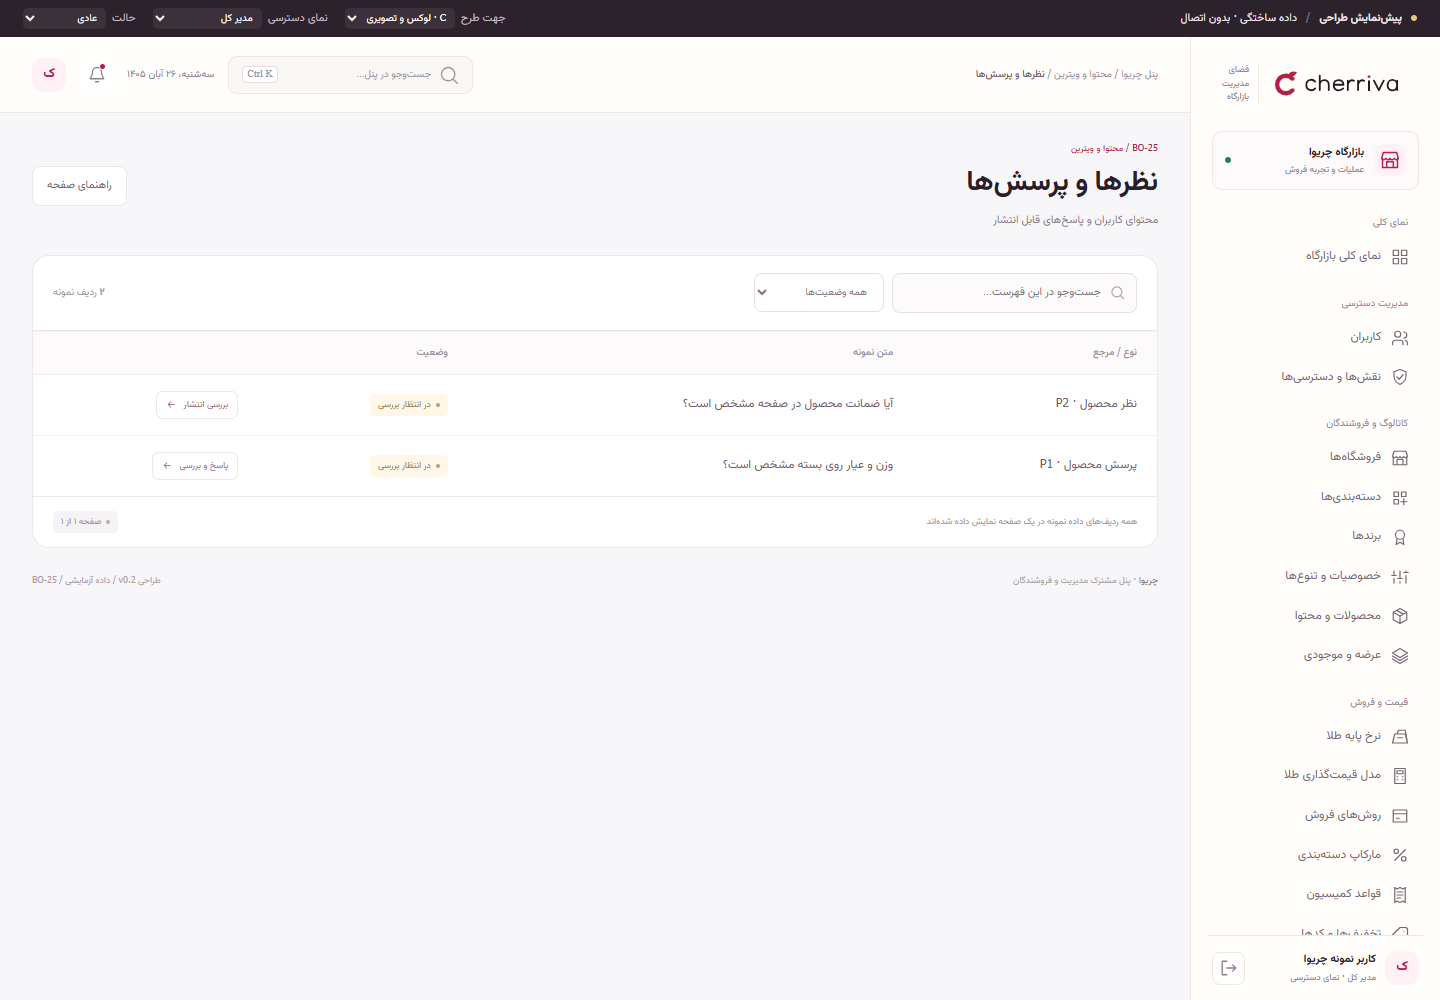 پیش‌نمایش طراحی / داده ساختگی · بدون اتصال
جهت طرح C · لوکس و تصویری نمای دسترسی مدیر کل حالت عادی
cherriva
فضای
مدیریت
بازارگاه
بازارگاه چریوا
عملیات و تجربه فروش
نمای کلی
نمای کلی بازارگاه
مدیریت دسترسی
کاربران
نقش‌ها و دسترسی‌ها
کاتالوگ و فروشندگان
فروشگاه‌ها
دسته‌بندی‌ها
برندها
خصوصیات و تنوع‌ها
محصولات و محتوا
عرضه و موجودی
قیمت و فروش
نرخ پایه طلا
مدل قیمت‌گذاری طلا
روش‌های فروش
مارکاپ دسته‌بندی
قواعد کمیسیون
تخفیف‌ها و کدها
ک
کاربر نمونه چریوا
مدیر کل · نمای دسترسی
پنل چریوا / محتوا و ویترین / نظرها و پرسش‌ها
جست‌وجو در پنل... Ctrl K
سه‌شنبه، ۲۶ آبان ۱۴۰۵
ک
BO-25 / محتوا و ویترین
نظرها و پرسش‌ها
محتوای کاربران و پاسخ‌های قابل انتشار
راهنمای صفحه
جست‌وجو در این فهرست... همه وضعیت‌ها ۲ ردیف نمونه
نوع / مرجع متن نمونه وضعیت
نظر محصول · P2 آیا ضمانت محصول در صفحه مشخص است؟ در انتظار بررسی بررسی انتشار ←
پرسش محصول · P1 وزن و عیار روی بسته مشخص است؟ در انتظار بررسی پاسخ و بررسی ←
همه ردیف‌های داده نمونه در یک صفحه نمایش داده شده‌اند صفحه ۱ از ۱
چریوا · پنل مشترک مدیریت و فروشندگان
طراحی v0.2 / داده آزمایشی / BO-25